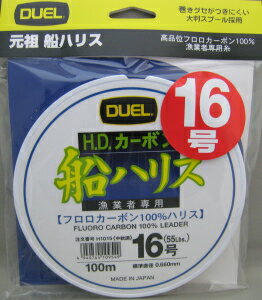 DUEL
元祖 船ハリス
巻きグセがつきにくい
大判スプール採用
高品位フロロカーボン100%
漁業者専用糸
16
号
DUEL
H.D.カーボン
船ハリス
漁業者専用
【フロロカーボン100%ハリス】
FLUORO CARBON 100% LEADER
16号(55Lbs.)
100m
標準直径 0.660mm
MADE IN JAPAN